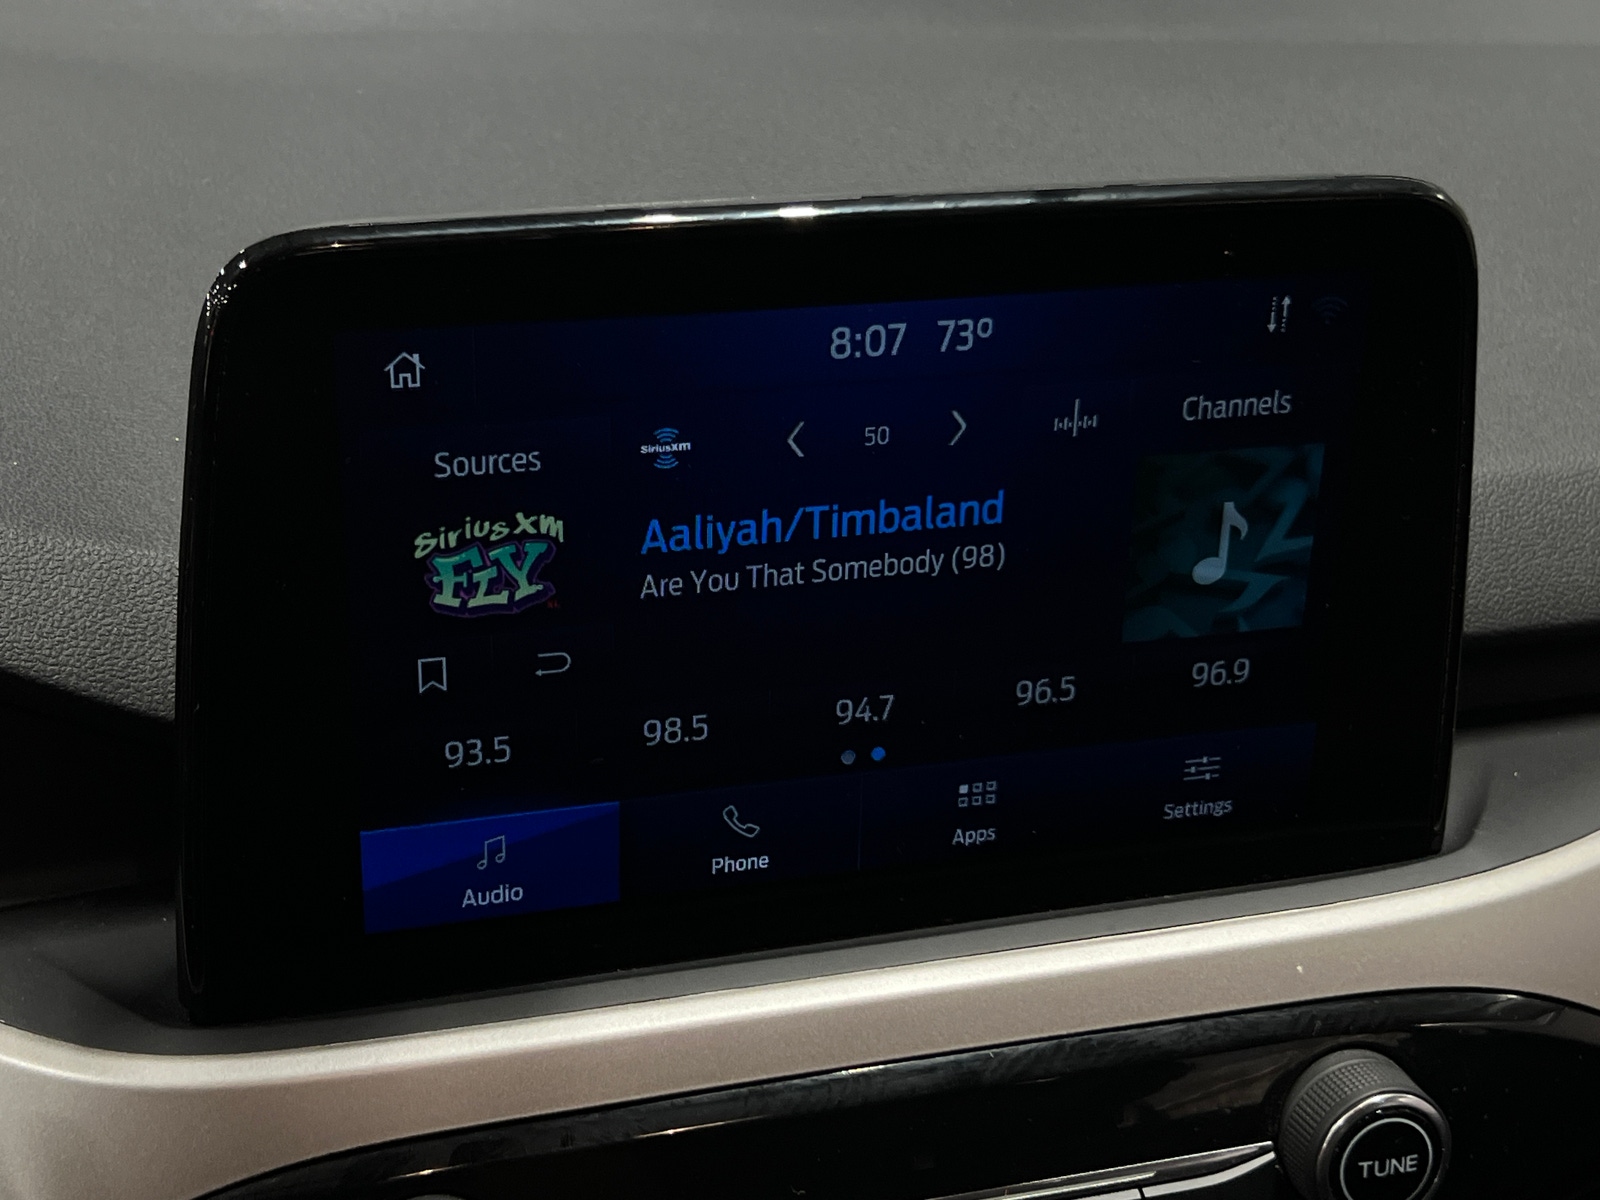 8:07 73º
Sources
SiriusXM
50
Channels
SiriusXm
FLY
Aaliyah/Timbaland
Are You That Somebody (98)
93.5
98.5
94.7
96.5
96.9
Audio
Phone
Apps
Settings
TUNE